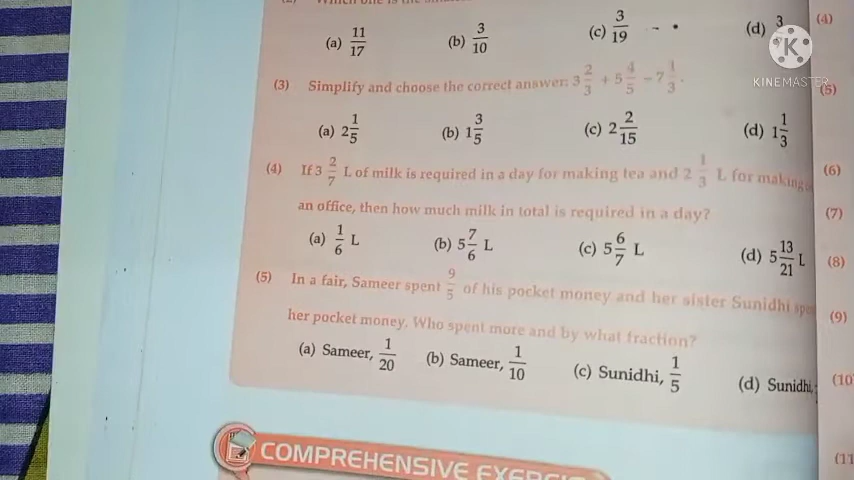 (a) 11/17 (b) 3/10 (c) 3/19 (d) 3
(4)
KINEMASTER
(3) Simplify and choose the correct answer: 3 2/3 + 5 4/5 − 7 1/3.
(5)
(a) 2 1/5 (b) 1 3/5 (c) 2 2/15 (d) 1 1/3
(4) If 3 2/7 L of milk is required in a day for making tea and 2 1/3 L for making
(6)
an office, then how much milk in total is required in a day?
(7)
(a) 1/6 L (b) 5 7/6 L (c) 5 6/7 L (d) 5 13/21 L
(8)
(5) In a fair, Sameer spent 9/5 of his pocket money and her sister Sunidhi
(9)
her pocket money. Who spent more and by what fraction?
(a) Sameer, 1/20 (b) Sameer, 1/10 (c) Sunidhi, 1/5 (d) Sunidhi,
(10
COMPREHENSIVE
(11